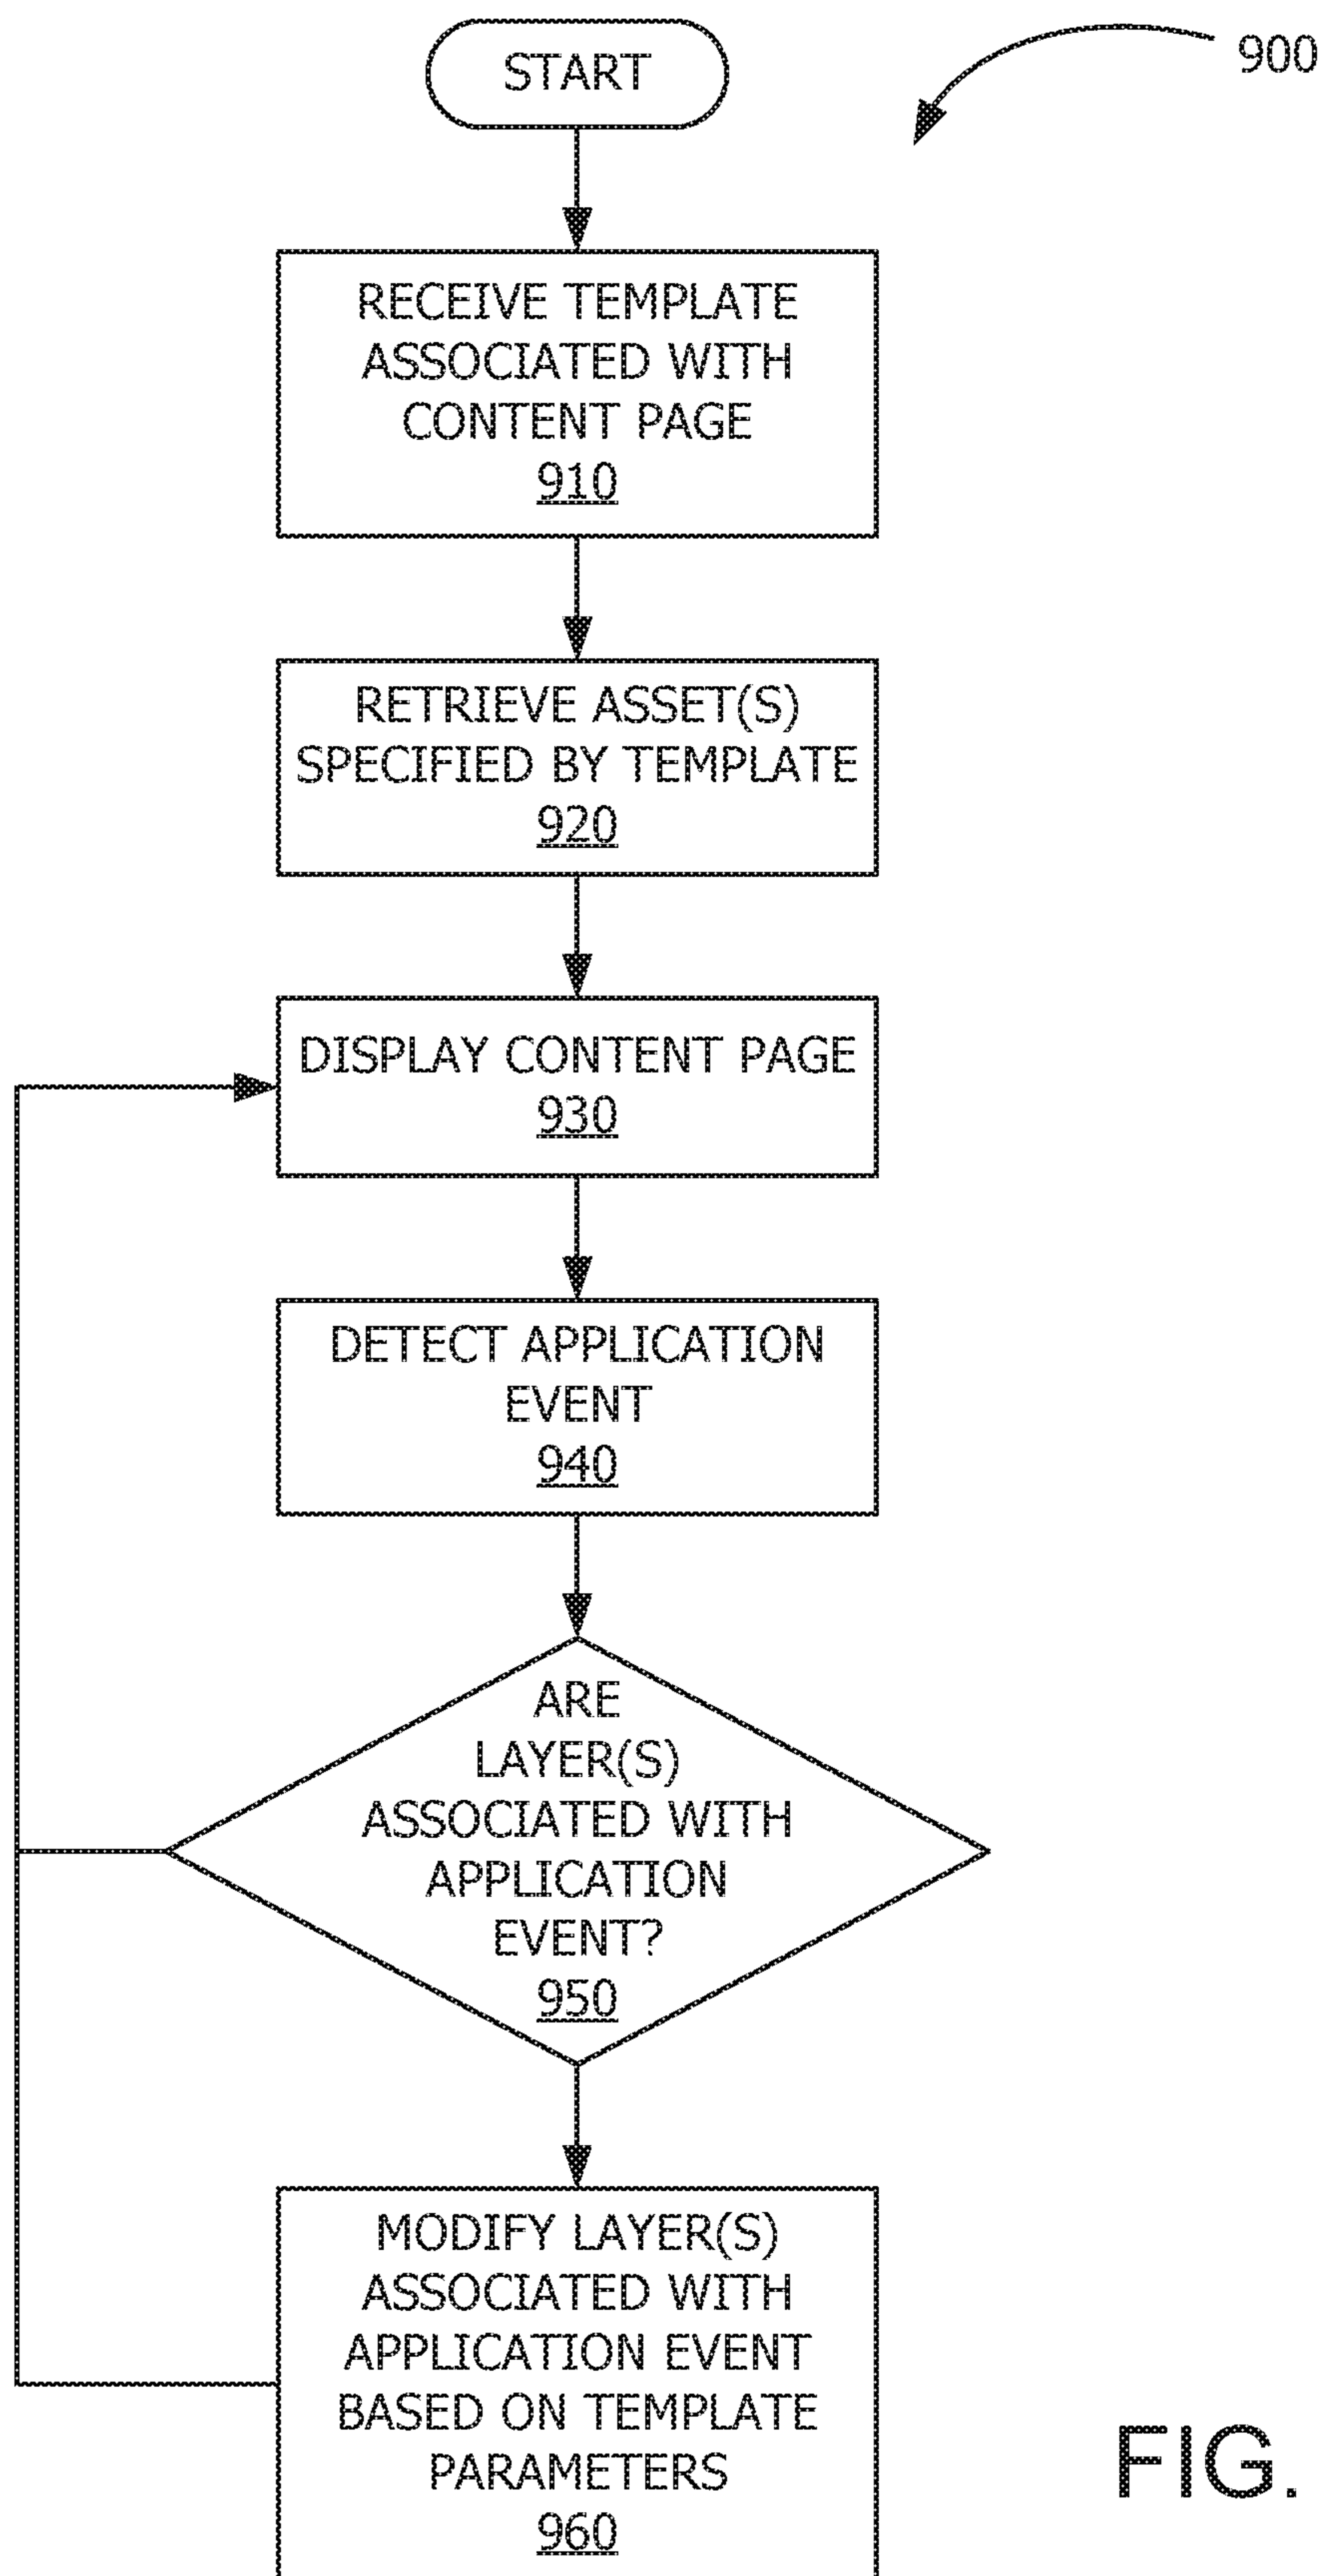 START
900
RECEIVE TEMPLATE
ASSOCIATED WITH
CONTENT PAGE
910
RETRIEVE ASSET(S)
SPECIFIED BY TEMPLATE
920
DISPLAY CONTENT PAGE
930
DETECT APPLICATION
EVENT
940
ARE
LAYER(S)
ASSOCIATED WITH
APPLICATION
EVENT?
950
MODIFY LAYER(S)
ASSOCIATED WITH
APPLICATION EVENT
BASED ON TEMPLATE
PARAMETERS
960
FIG.